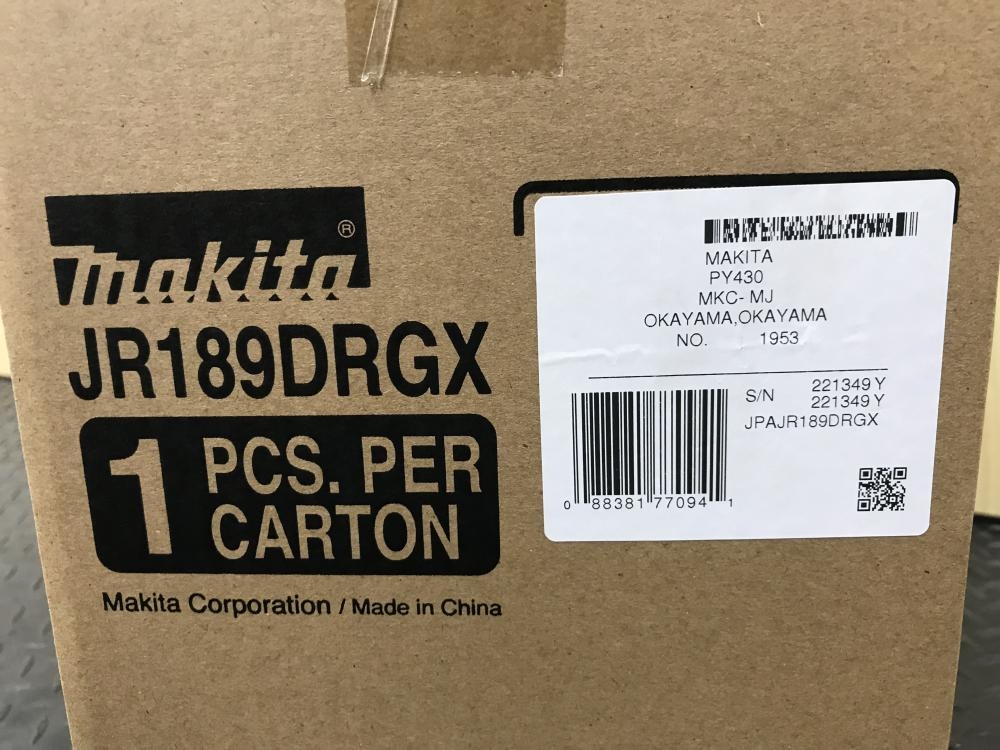 makita®
JR189DRGX
1 PCS. PER
CARTON
Makita Corporation / Made in China
MAKITA
PY430
MKC- MJ
OKAYAMA,OKAYAMA
NO. 1953
S/N 221349 Y
221349 Y
JPAJR189DRGX
0 88381 77094 1